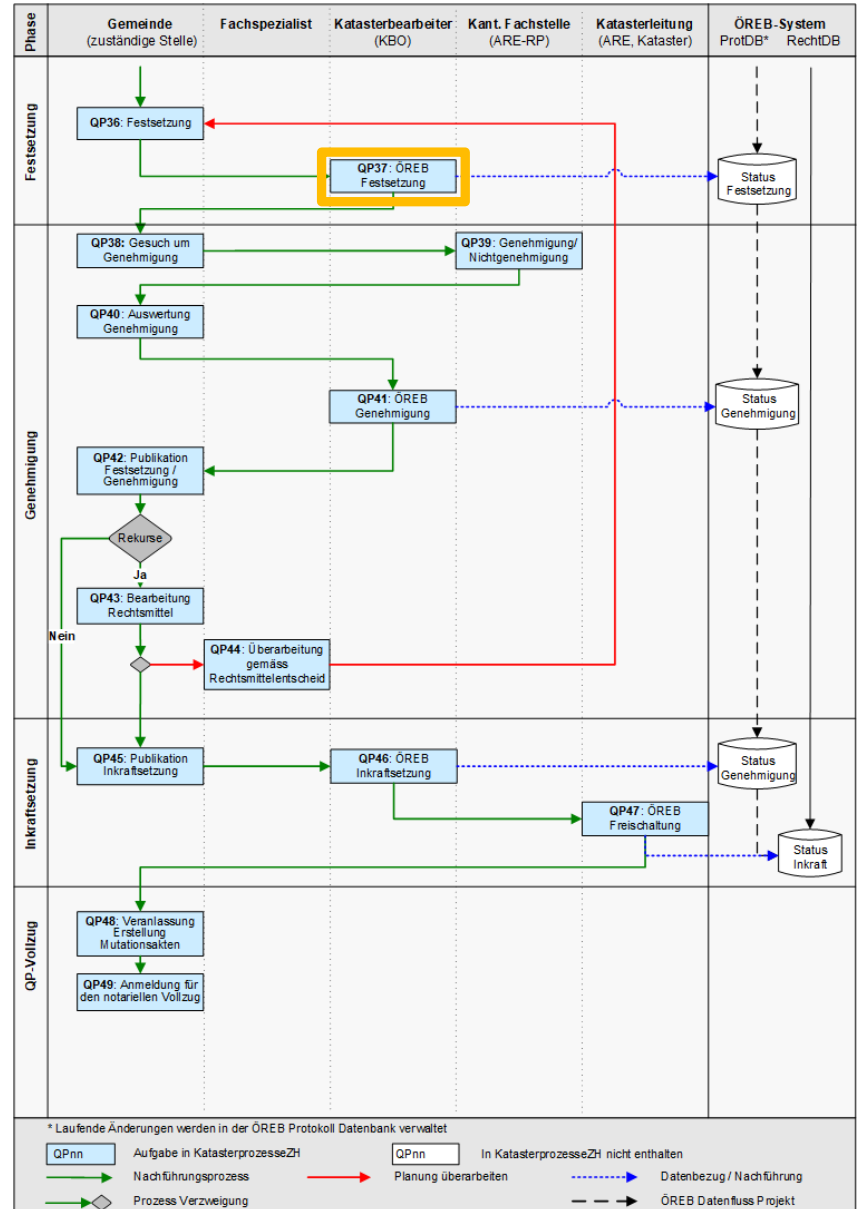 Phase
Gemeinde
(zuständige Stelle)
Fachspezialist
Katasterbearbeiter
(KBO)
Kant. Fachstelle
(ARE-RP)
Katasterleitung
(ARE, Kataster)
ÖREB-System
ProtDB* RechtDB
Festsetzung
QP36: Festsetzung
QP37: ÖREB
Festsetzung
Status
Festsetzung
Genehmigung
QP38: Gesuch um
Genehmigung
QP39: Genehmigung/
Nichtgenehmigung
QP40: Auswertung
Genehmigung
QP41: ÖREB
Genehmigung
Status
Genehmigung
QP42: Publikation
Festsetzung /
Genehmigung
Rekurse
Ja
Nein
QP43: Bearbeitung
Rechtsmittel
QP44: Überarbeitung
gemäss
Rechtsmittelentscheid
Inkraftsetzung
QP45: Publikation
Inkraftsetzung
QP46: ÖREB
Inkraftsetzung
Status
Genehmigung
QP47: ÖREB
Freischaltung
Status
Inkraft
QP-Vollzug
QP48: Veranlassung
Erstellung
Mutationsakten
QP49: Anmeldung für
den notariellen Vollzug
* Laufende Änderungen werden in der ÖREB Protokoll Datenbank verwaltet
QPnn Aufgabe in KatasterprozesseZH QPnn In KatasterprozesseZH nicht enthalten
Nachführungsprozess Planung überarbeiten Datenbezug / Nachführung
Prozess Verzweigung ÖREB Datenfluss Projekt